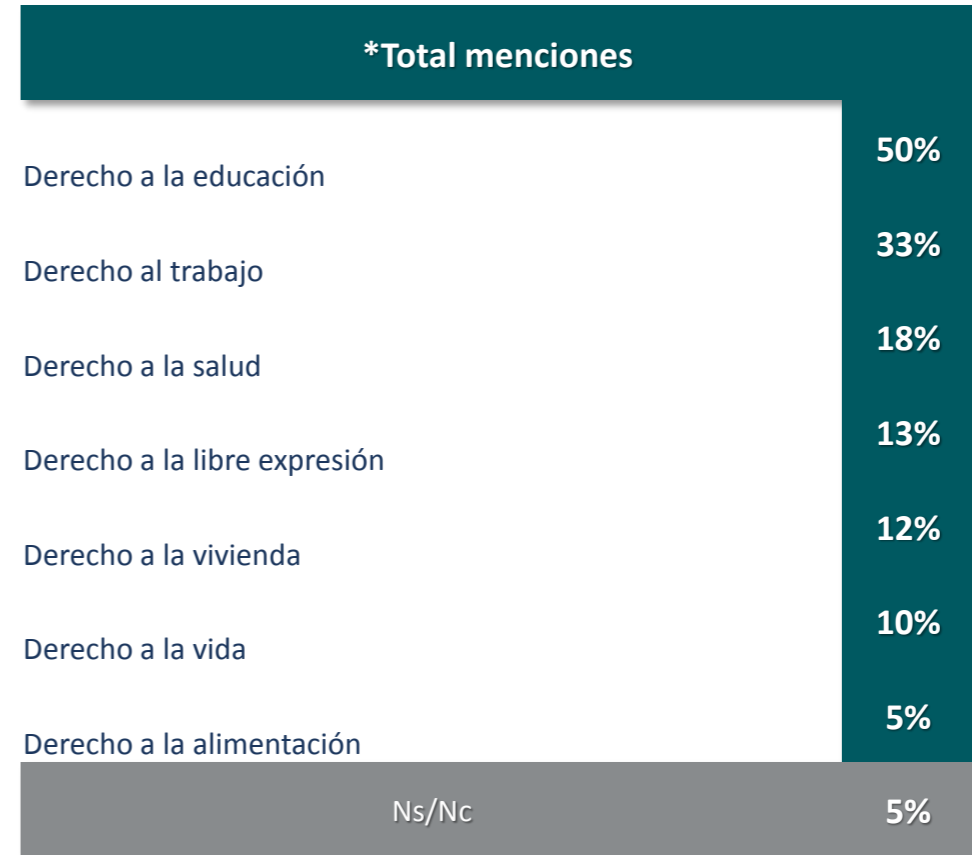 *Total menciones
Derecho a la educación 50%
Derecho al trabajo 33%
Derecho a la salud 18%
Derecho a la libre expresión 13%
Derecho a la vivienda 12%
Derecho a la vida 10%
Derecho a la alimentación 5%
Ns/Nc 5%